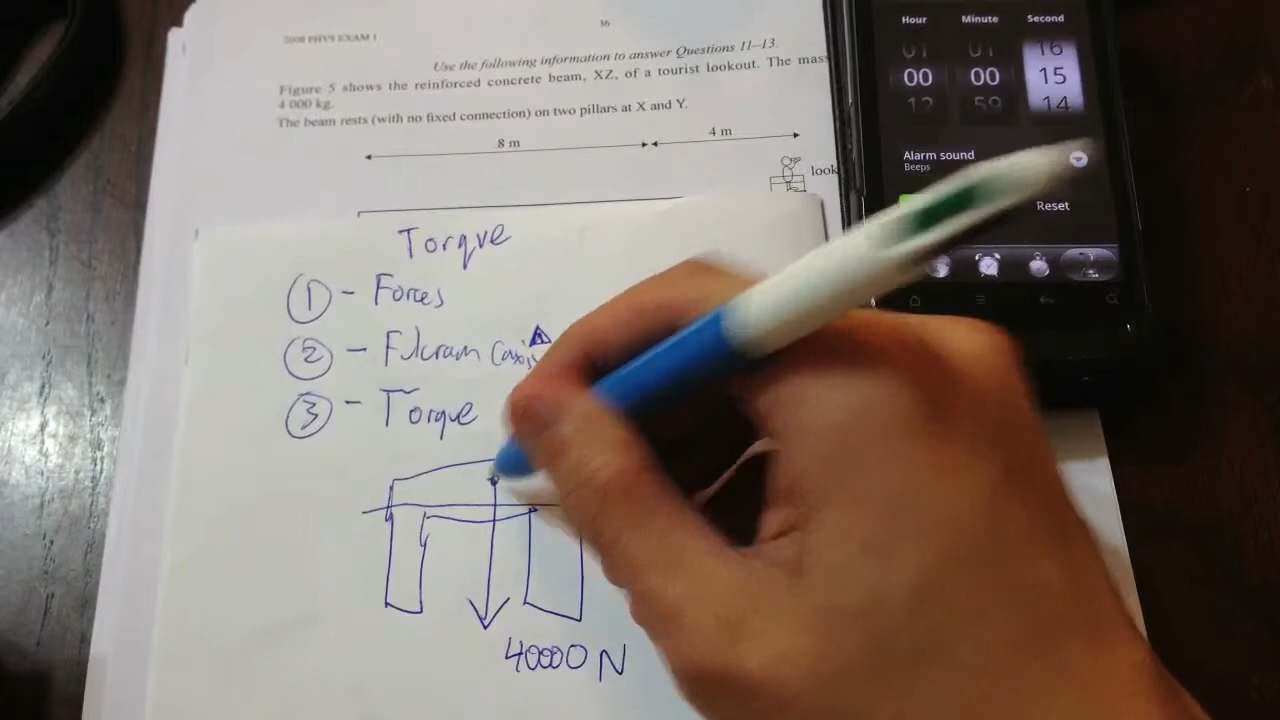 36
2008 PHYS EXAM 1
Use the following information to answer Questions 11–13.
Figure 5 shows the reinforced concrete beam, XZ, of a tourist lookout. The mass
4 000 kg.
The beam rests (with no fixed connection) on two pillars at X and Y.
8 m
4 m
look
Torque
1 - Forces
2 - Fulcram (axis
3 - Torque
40000 N
Hour Minute Second
01 01 16
00 00 15
12 59 14
Alarm sound
Beeps
Reset